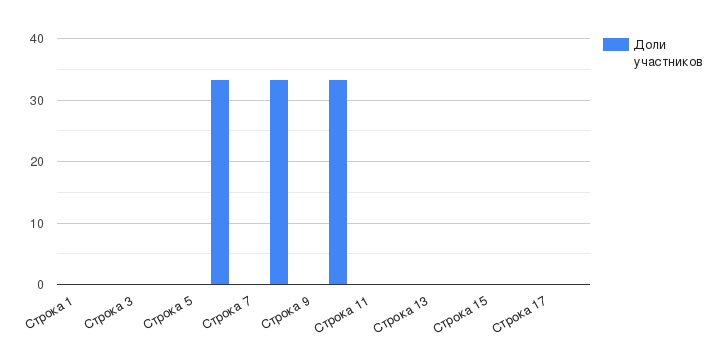 40
30
20
10
0
Строка 1
Строка 3
Строка 5
Строка 7
Строка 9
Строка 11
Строка 13
Строка 15
Строка 17
Доли
участников